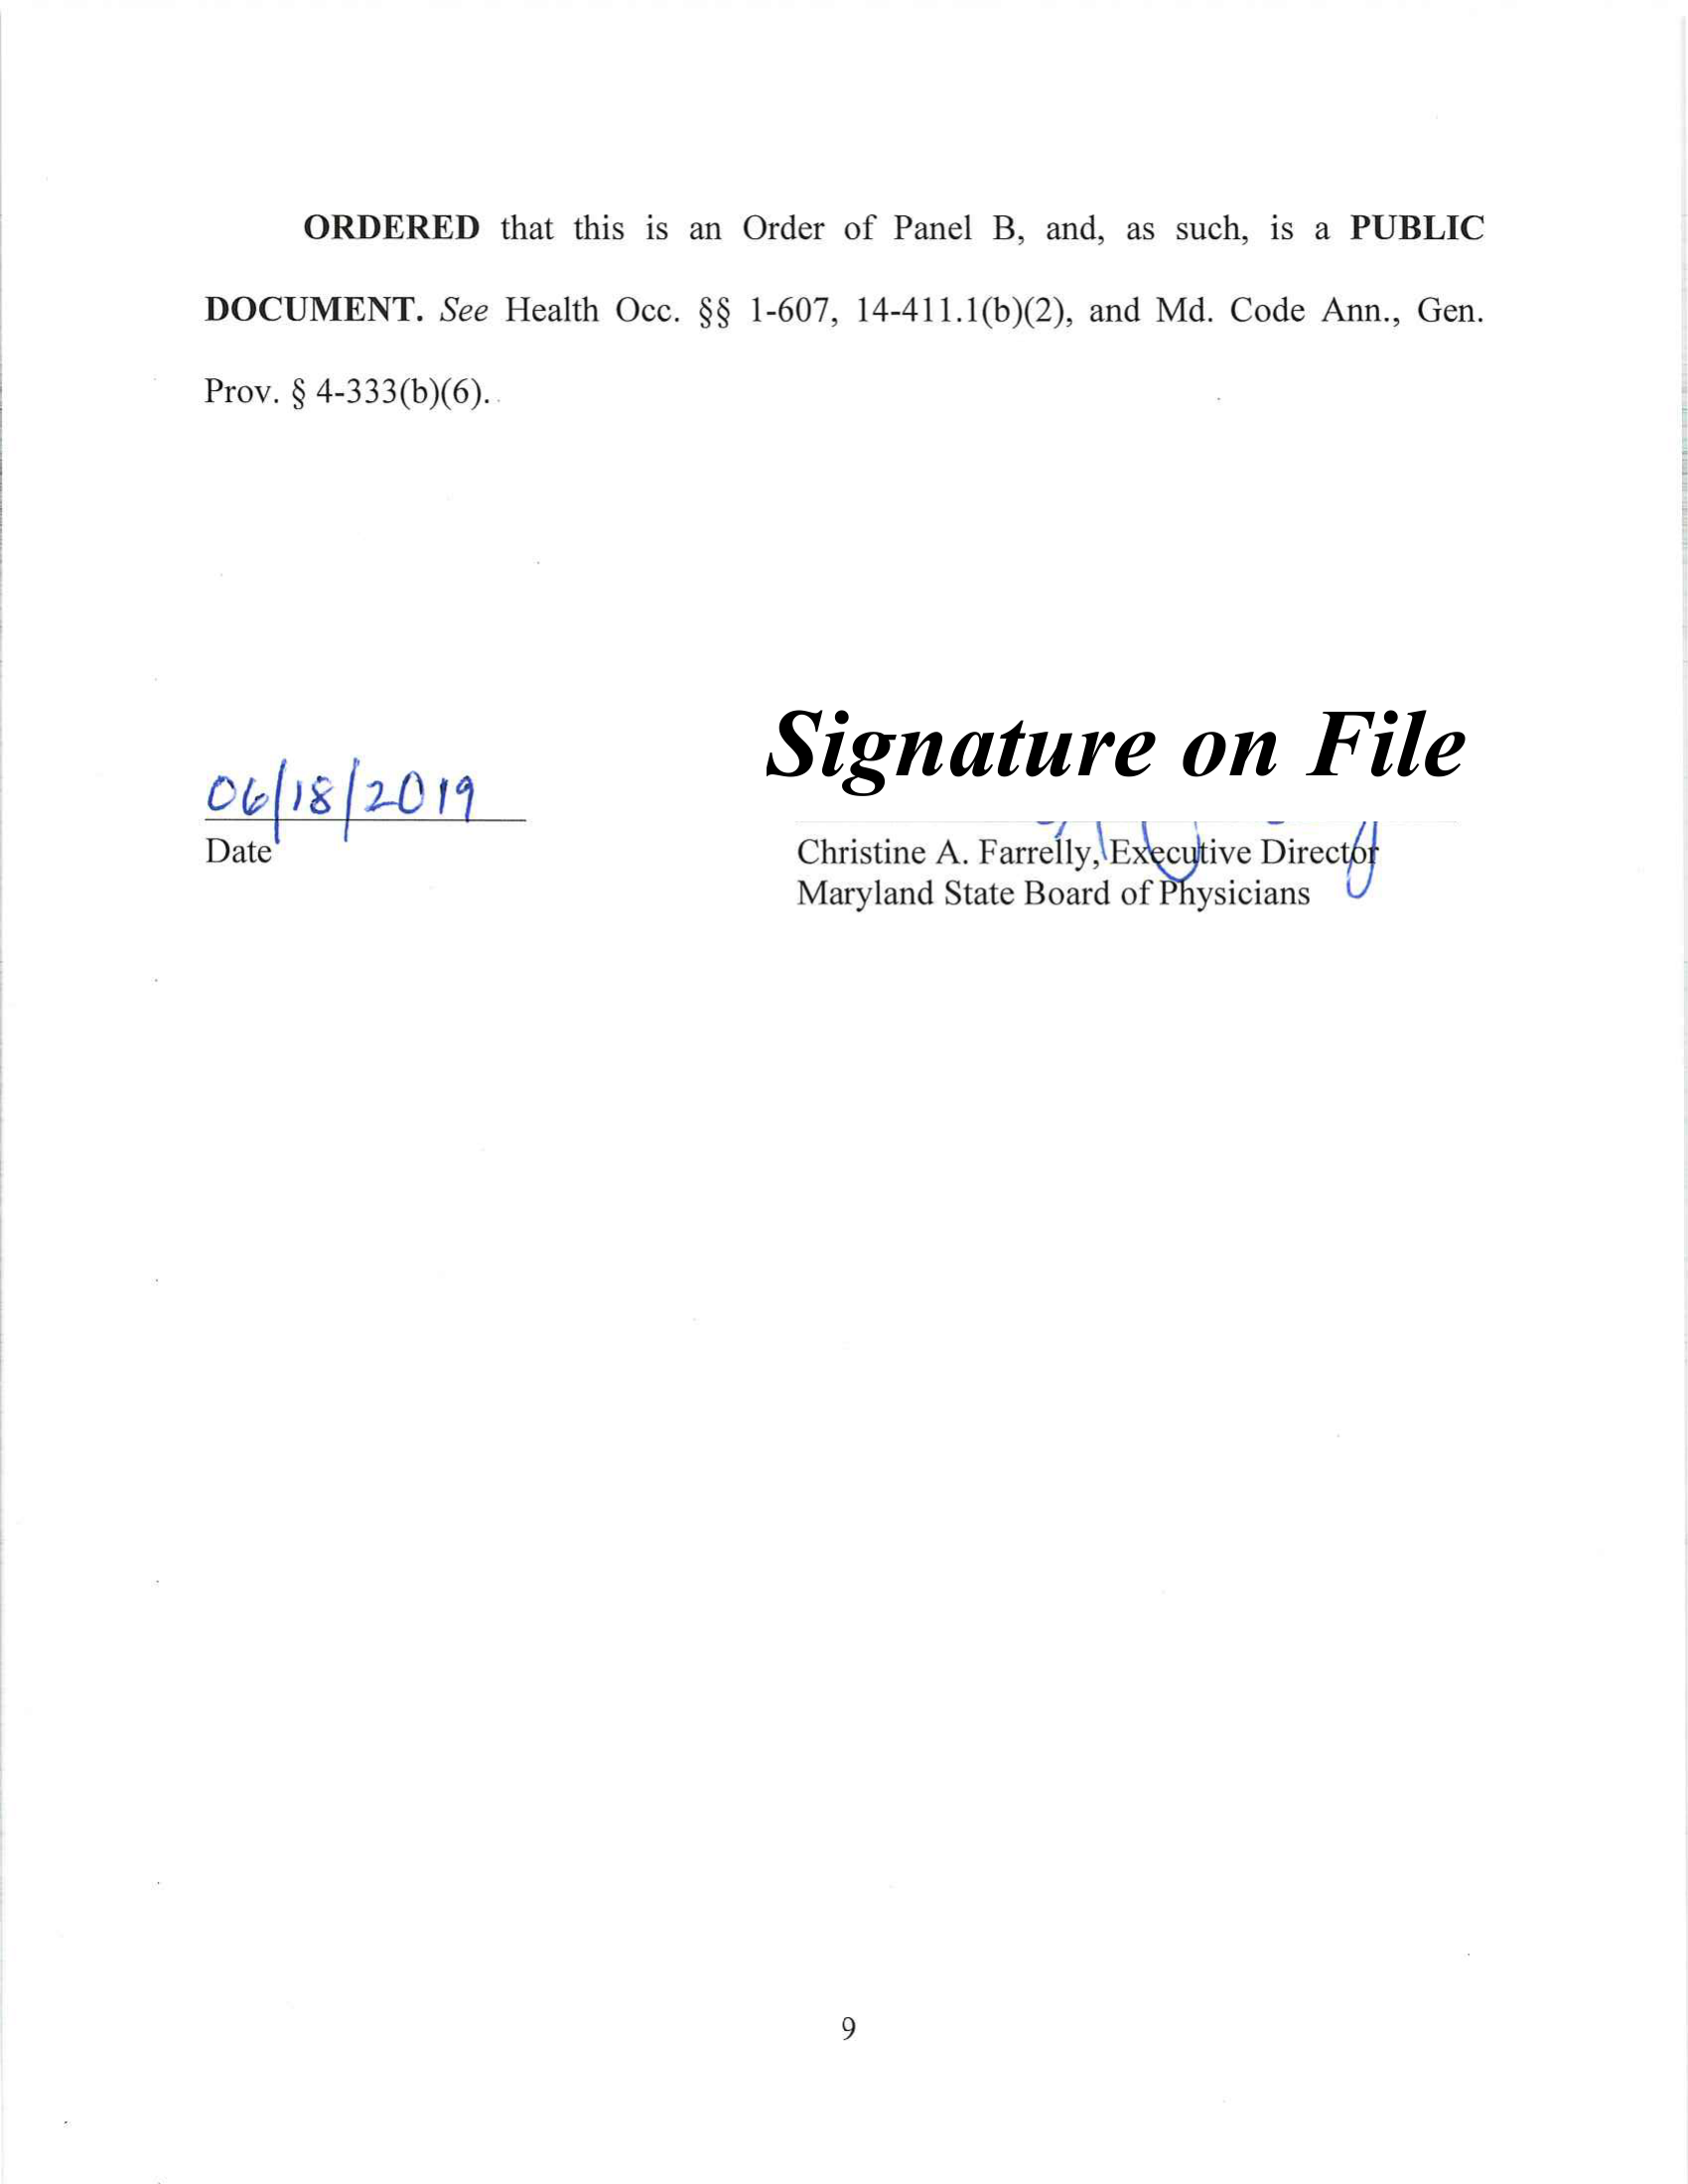 ORDERED that this is an Order of Panel B, and, as such, is a PUBLIC
DOCUMENT. See Health Occ. §§ 1-607, 14-411.1(b)(2), and Md. Code Ann., Gen.
Prov. § 4-333(b)(6).
Signature on File
06/18/2019
Date
Christine A. Farrelly, Executive Director
Maryland State Board of Physicians
9